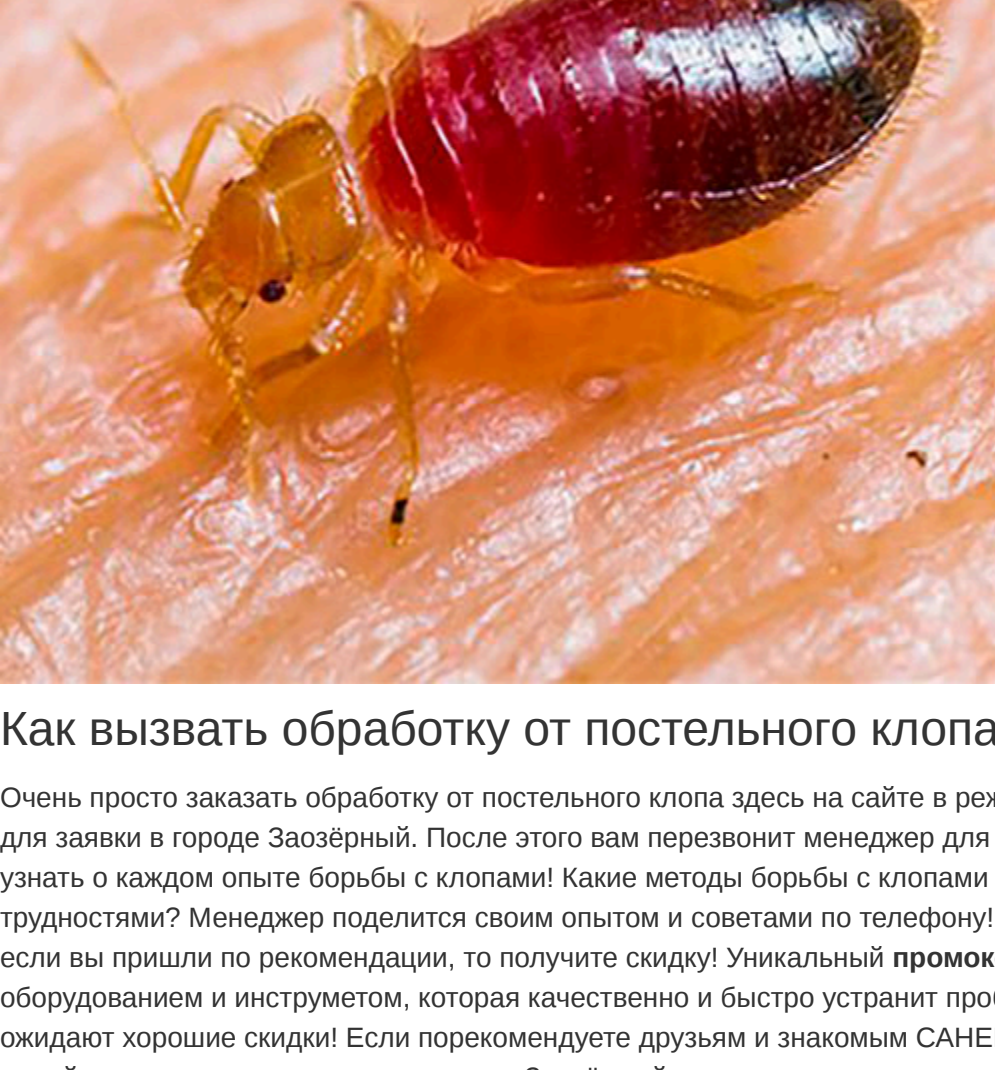 Как вызвать обработку от постельного клопа
Очень просто заказать обработку от постельного клопа здесь на сайте в реж
для заявки в городе Заозёрный. После этого вам перезвонит менеджер для
узнать о каждом опыте борьбы с клопами! Какие методы борьбы с клопами
трудностями? Менеджер поделится своим опытом и советами по телефону!
если вы пришли по рекомендации, то получите скидку! Уникальный промок
оборудованием и инструметом, которая качественно и быстро устранит проб
ожидают хорошие скидки! Если порекомендуете друзьям и знакомым САНЕ